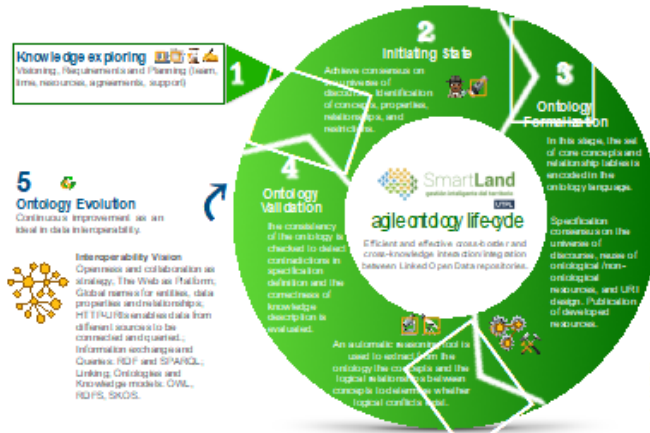 Knowledge exploring
Visioning, Requirements and Planning (team,
time, resources, agreements, support)
1
2
Initiating State
Achieve consensus on
the universe of
discourse. Identification
of concepts, properties,
relationships, and
restrictions.
3
Ontology
Formalization
In this stage, the set
of core concepts and
relationship tables is
encoded in the
ontology language.
Specification
consensus on the
universe of
discourse, reuse of
ontological /non-
ontological
resources, and URI
design. Publication
of developed
resources.
4
Ontology
Validation
the consistency
of the ontology is
checked to detect
contradictions in
specification
definition and the
correctness of
knowledge
description is
evaluated.
An automatic reasoning tool is
used to extract from the
ontology the concepts and the
logical relationships between
concepts to determine whether
logical conflicts exist.
SmartLand
gestión inteligente del territorio
UTPL
agile ontology life-cycle
Efficient and effective cross-border and
cross-knowledge interaction/integration
between Linked Open Data repositories.
5
Ontology Evolution
Continuous improvement as an
ideal in data interoperability.
Interoperability Vision
Openness and collaboration as
strategy, The Web as Platform,
Global names for entities, data
properties and relationships,
HTTP-URIs enables data from
different sources to be
connected and queried.;
Information exchange and
Queries: RDF and SPARQL;
Linking, Ontologies and
Knowledge models: OWL,
RDFS, SKOS.